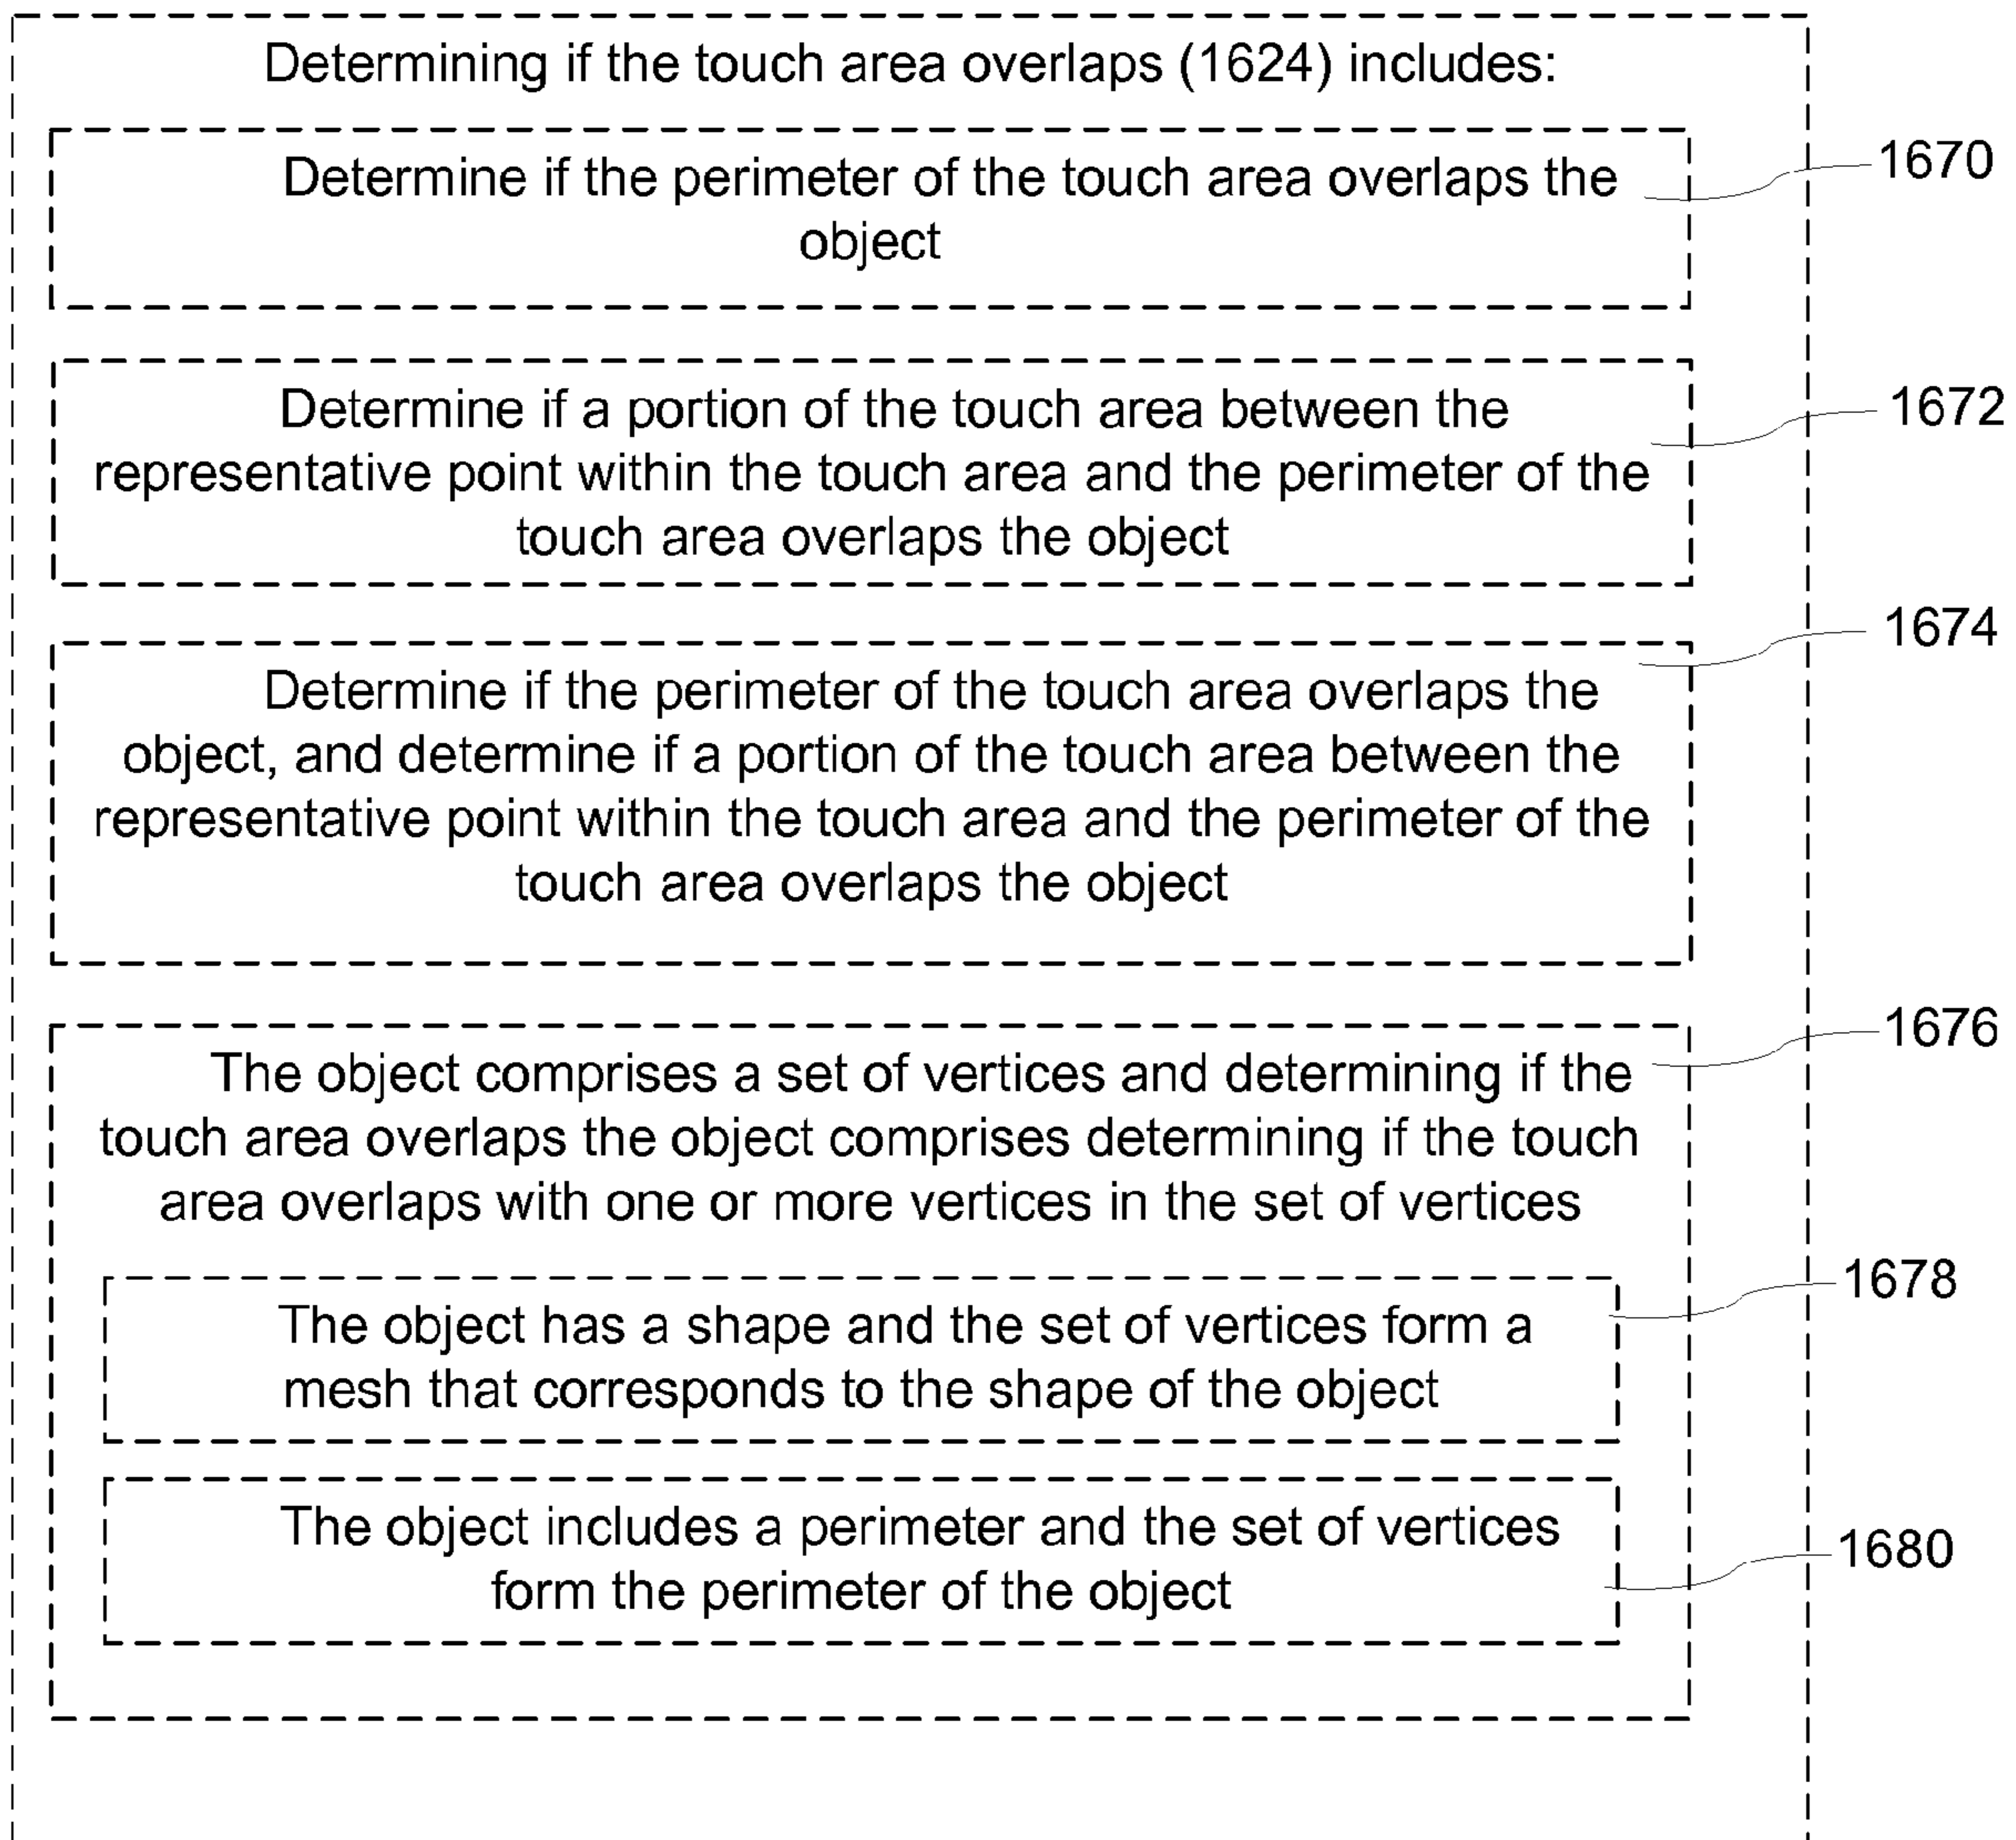 Determining if the touch area overlaps (1624) includes:
Determine if the perimeter of the touch area overlaps the
object
1670
Determine if a portion of the touch area between the
representative point within the touch area and the perimeter of the
touch area overlaps the object
1672
Determine if the perimeter of the touch area overlaps the
object, and determine if a portion of the touch area between the
representative point within the touch area and the perimeter of the
touch area overlaps the object
1674
The object comprises a set of vertices and determining if the
touch area overlaps the object comprises determining if the touch
area overlaps with one or more vertices in the set of vertices
1676
The object has a shape and the set of vertices form a
mesh that corresponds to the shape of the object
1678
The object includes a perimeter and the set of vertices
form the perimeter of the object
1680